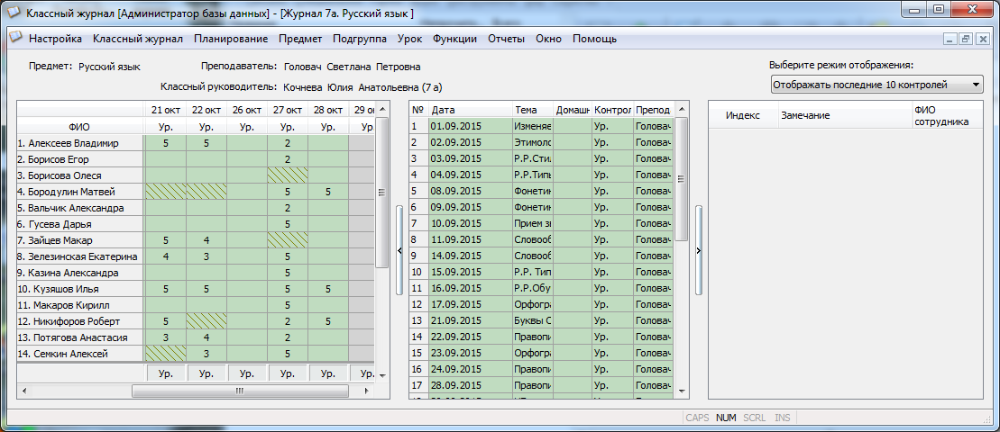 Классный журнал [Администратор базы данных] - [Журнал 7а. Русский язык ]
Настройка Классный журнал Планирование Предмет Подгруппа Урок Функции Отчеты Окно Помощь
Предмет: Русский язык Преподаватель: Головач Светлана Петровна
Классный руководитель: Кочнева Юлия Анатольевна (7 а)
Выберите режим отображения:
Отображать последние 10 контролей
21 окт 22 окт 26 окт 27 окт 28 окт 29 о
ФИО Ур. Ур. Ур. Ур. Ур. Ур.
1. Алексеев Владимир 5 5 2
2. Борисов Егор 2
3. Борисова Олеся
4. Бородулин Матвей 5 5
5. Вальчик Александра 2
6. Гусева Дарья 5
7. Зайцев Макар 5 4
8. Зелезинская Екатерина 4 3 5
9. Казина Александра 5
10. Кузяшов Илья 5 5 5 5
11. Макаров Кирилл 5
12. Никифоров Роберт 5 2 5
13. Потягова Анастасия 3 4 2
14. Семкин Алексей 3 5
Ур. Ур. Ур. Ур. Ур. Ур.
№ Дата Тема Домашн Контрол Препод
1 01.09.2015 Изменяе Ур. Головач
2 02.09.2015 Этимоло Ур. Головач
3 03.09.2015 Р.Р.Сти Ур. Головач
4 04.09.2015 Р.Р.Типы Ур. Головач
5 08.09.2015 Фонетик Ур. Головач
6 09.09.2015 Фонетик Ур. Головач
7 10.09.2015 Прием з Ур. Головач
8 11.09.2015 Словооб Ур. Головач
9 14.09.2015 Словооб Ур. Головач
10 15.09.2015 Р.Р. Тип Ур. Головач
11 16.09.2015 Р.Р.Обу Ур. Головач
12 17.09.2015 Орфогра Ур. Головач
13 21.09.2015 Буквы О Ур. Головач
14 22.09.2015 Правопи Ур. Головач
15 23.09.2015 Орфогра Ур. Головач
16 24.09.2015 Правопи Ур. Головач
17 28.09.2015 Правопи Ур. Головач
Индекс Замечание ФИО сотрудника
CAPS NUM SCRL INS